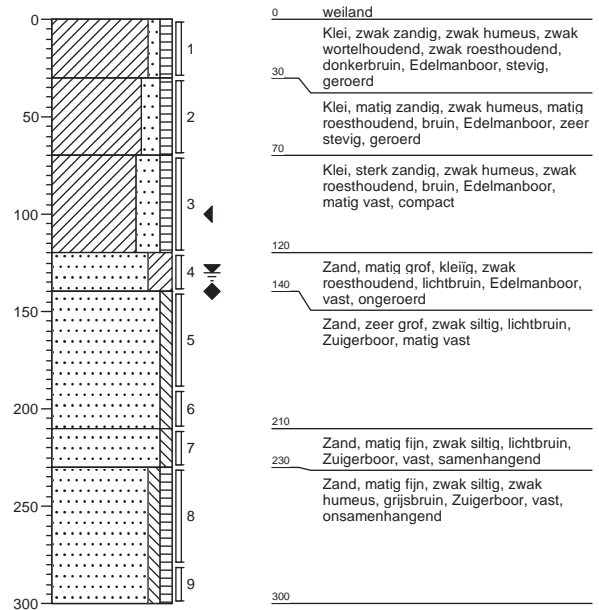 0
50
100
150
200
250
300
1
2
3
4
5
6
7
8
9
0 weiland
Klei, zwak zandig, zwak humeus, zwak
wortelhoudend, zwak roesthoudend,
donkerbruin, Edelmanboor, stevig,
geroerd
30
Klei, matig zandig, zwak humeus, matig
roesthoudend, bruin, Edelmanboor, zeer
stevig, geroerd
70
Klei, sterk zandig, zwak humeus, zwak
roesthoudend, bruin, Edelmanboor,
matig vast, compact
120
Zand, matig grof, kleiïg, zwak
roesthoudend, lichtbruin, Edelmanboor,
vast, ongeroerd
140
Zand, zeer grof, zwak siltig, lichtbruin,
Zuigerboor, matig vast
210
Zand, matig fijn, zwak siltig, lichtbruin,
Zuigerboor, vast, samenhangend
230
Zand, matig fijn, zwak siltig, zwak
humeus, grijsbruin, Zuigerboor, vast,
onsamenhangend
300